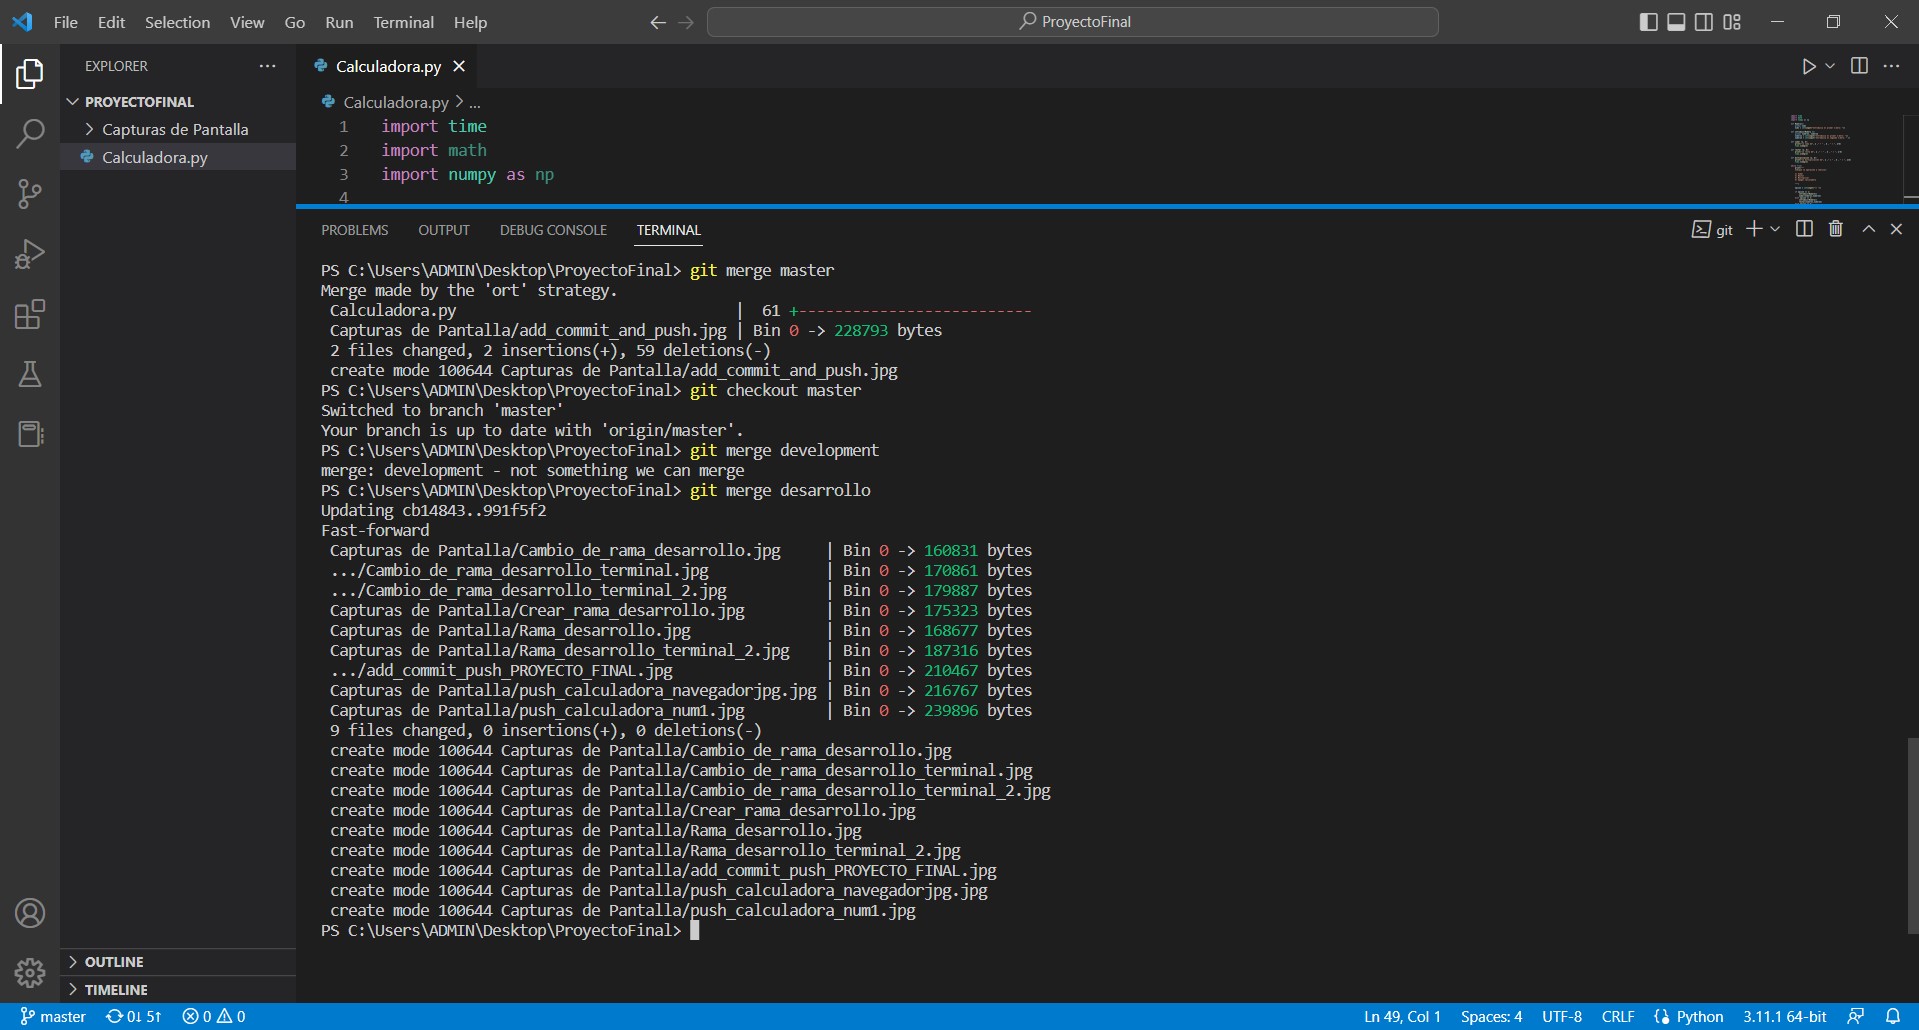 File Edit Selection View Go Run Terminal Help
ProyectoFinal
EXPLORER
PROYECTOFINAL
Capturas de Pantalla
Calculadora.py
OUTLINE
TIMELINE
Calculadora.py
Calculadora.py > ...
1 import time
2 import math
3 import numpy as np
4
PROBLEMS OUTPUT DEBUG CONSOLE TERMINAL
git
PS C:\Users\ADMIN\Desktop\ProyectoFinal> git merge master
Merge made by the 'ort' strategy.
Calculadora.py | 61 +--------------------------
Capturas de Pantalla/add_commit_and_push.jpg | Bin 0 -> 228793 bytes
2 files changed, 2 insertions(+), 59 deletions(-)
create mode 100644 Capturas de Pantalla/add_commit_and_push.jpg
PS C:\Users\ADMIN\Desktop\ProyectoFinal> git checkout master
Switched to branch 'master'
Your branch is up to date with 'origin/master'.
PS C:\Users\ADMIN\Desktop\ProyectoFinal> git merge development
merge: development - not something we can merge
PS C:\Users\ADMIN\Desktop\ProyectoFinal> git merge desarrollo
Updating cb14843..991f5f2
Fast-forward
Capturas de Pantalla/Cambio_de_rama_desarrollo.jpg | Bin 0 -> 160831 bytes
.../Cambio_de_rama_desarrollo_terminal.jpg | Bin 0 -> 170861 bytes
.../Cambio_de_rama_desarrollo_terminal_2.jpg | Bin 0 -> 179887 bytes
Capturas de Pantalla/Crear_rama_desarrollo.jpg | Bin 0 -> 175323 bytes
Capturas de Pantalla/Rama_desarrollo.jpg | Bin 0 -> 168677 bytes
Capturas de Pantalla/Rama_desarrollo_terminal_2.jpg | Bin 0 -> 187316 bytes
.../add_commit_push_PROYECTO_FINAL.jpg | Bin 0 -> 210467 bytes
Capturas de Pantalla/push_calculadora_navegadorjpg.jpg | Bin 0 -> 216767 bytes
Capturas de Pantalla/push_calculadora_num1.jpg | Bin 0 -> 239896 bytes
9 files changed, 0 insertions(+), 0 deletions(-)
create mode 100644 Capturas de Pantalla/Cambio_de_rama_desarrollo.jpg
create mode 100644 Capturas de Pantalla/Cambio_de_rama_desarrollo_terminal.jpg
create mode 100644 Capturas de Pantalla/Cambio_de_rama_desarrollo_terminal_2.jpg
create mode 100644 Capturas de Pantalla/Crear_rama_desarrollo.jpg
create mode 100644 Capturas de Pantalla/Rama_desarrollo.jpg
create mode 100644 Capturas de Pantalla/Rama_desarrollo_terminal_2.jpg
create mode 100644 Capturas de Pantalla/add_commit_push_PROYECTO_FINAL.jpg
create mode 100644 Capturas de Pantalla/push_calculadora_navegadorjpg.jpg
create mode 100644 Capturas de Pantalla/push_calculadora_num1.jpg
PS C:\Users\ADMIN\Desktop\ProyectoFinal>
master 0↓ 5↑ 0 0 Ln 49, Col 1 Spaces: 4 UTF-8 CRLF Python 3.11.1 64-bit